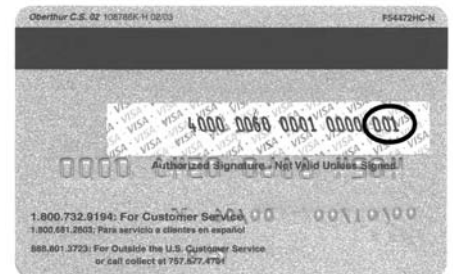 Oberthur C.S. 02 108786K-H 02/03 F54472HC-N
4000 0060 0001 0000 001
Authorized Signature - Not Valid Unless Signed
1.800.732.9194: For Customer Service
1.800.681.2603: Para servicio a clientes en español
888.801.3723: For Outside the U.S. Customer Service
or call collect at 757.677.4701